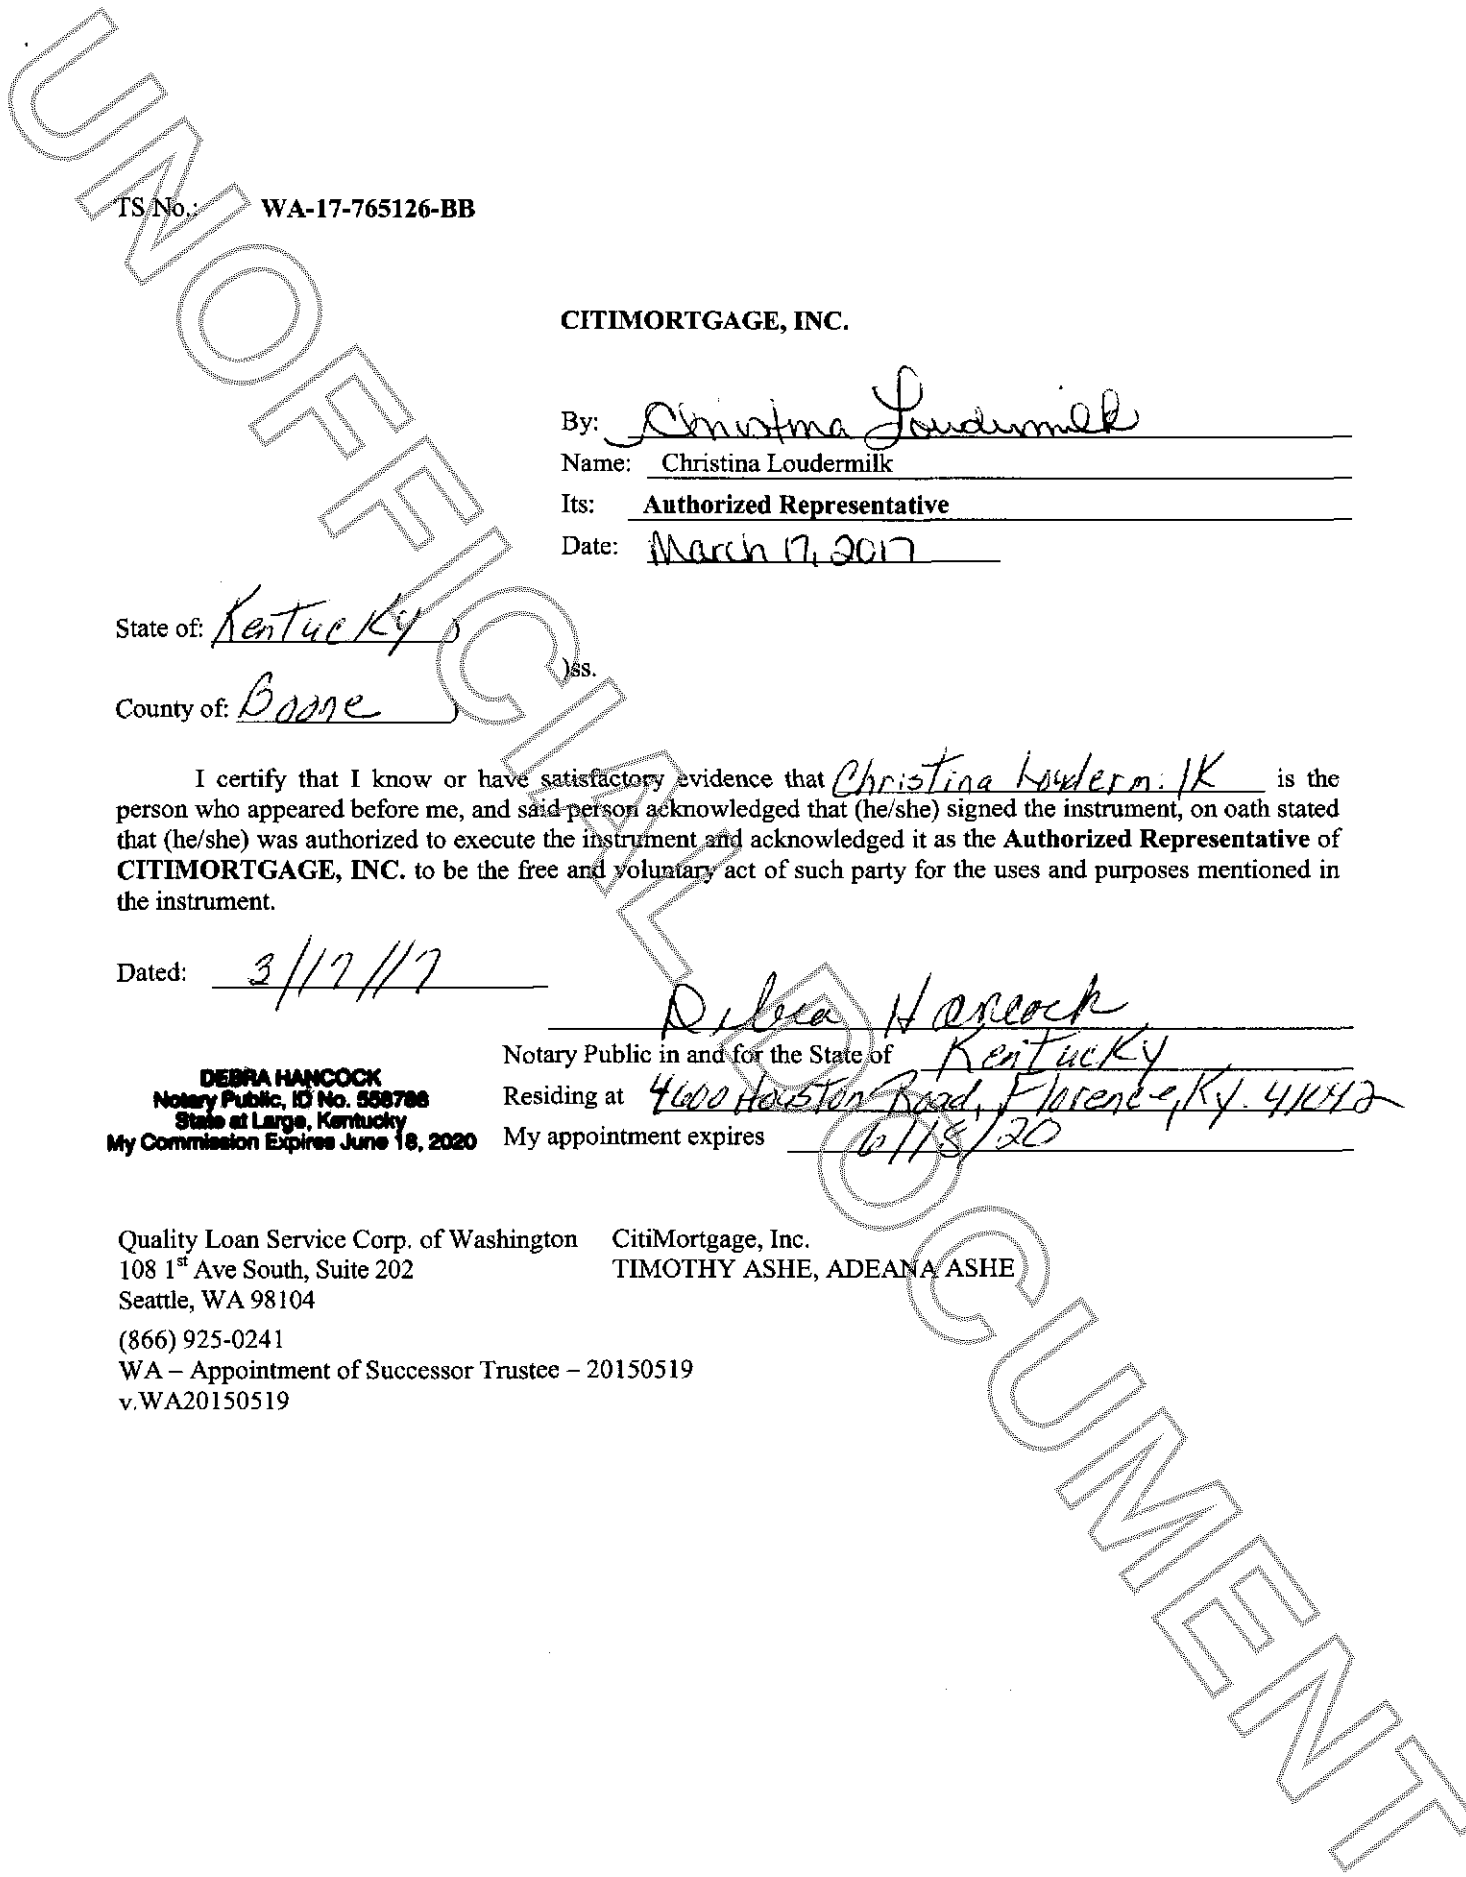 UNOFFICIAL DOCUMENT
TS No.: WA-17-765126-BB
CITIMORTGAGE, INC.
By: Christina Loudermilk
Name: Christina Loudermilk
Its: Authorized Representative
Date: March 17, 2017
State of: Kentucky )
)ss.
County of: Boone )
I certify that I know or have satisfactory evidence that Christina Loudermilk is the
person who appeared before me, and said person acknowledged that (he/she) signed the instrument, on oath stated
that (he/she) was authorized to execute the instrument and acknowledged it as the Authorized Representative of
CITIMORTGAGE, INC. to be the free and voluntary act of such party for the uses and purposes mentioned in
the instrument.
Dated: 3/17/17
Debra Hancock
Notary Public in and for the State of Kentucky
Residing at 4600 Houston Road, Florence, Ky. 41042
My appointment expires 6/18/20
DEBRA HANCOCK
Notary Public, ID No. 558788
State at Large, Kentucky
My Commission Expires June 18, 2020
Quality Loan Service Corp. of Washington CitiMortgage, Inc.
108 1st Ave South, Suite 202 TIMOTHY ASHE, ADEANA ASHE
Seattle, WA 98104
(866) 925-0241
WA – Appointment of Successor Trustee – 20150519
v.WA20150519